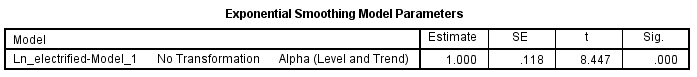 Exponential Smoothing Model Parameters
Model Estimate SE t Sig.
Ln_electrified-Model_1 No Transformation Alpha (Level and Trend) 1.000 .118 8.447 .000